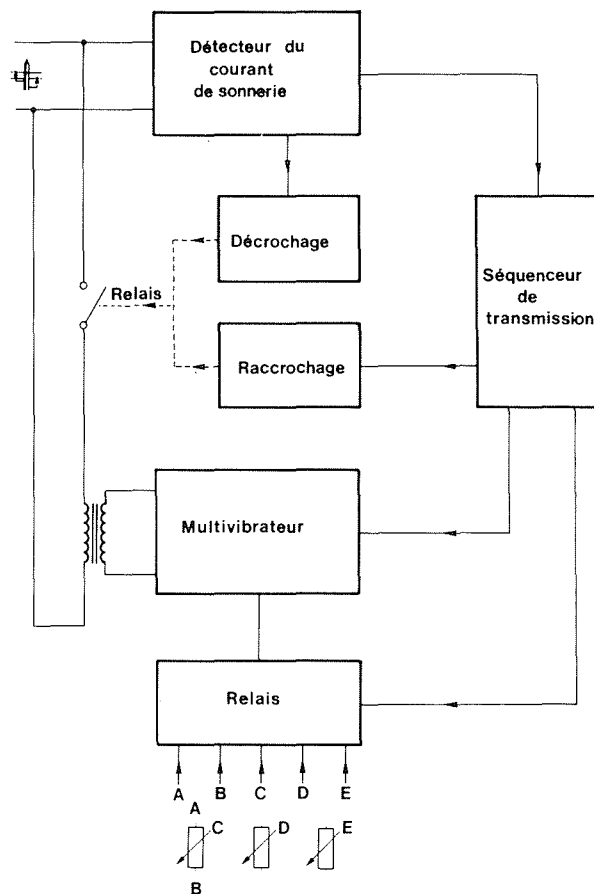 Détecteur du
courant
de sonnerie
Décrochage
Relais
Séquenceur
de
transmission
Raccrochage
Multivibrateur
Relais
A B C D E
A
C D E
B